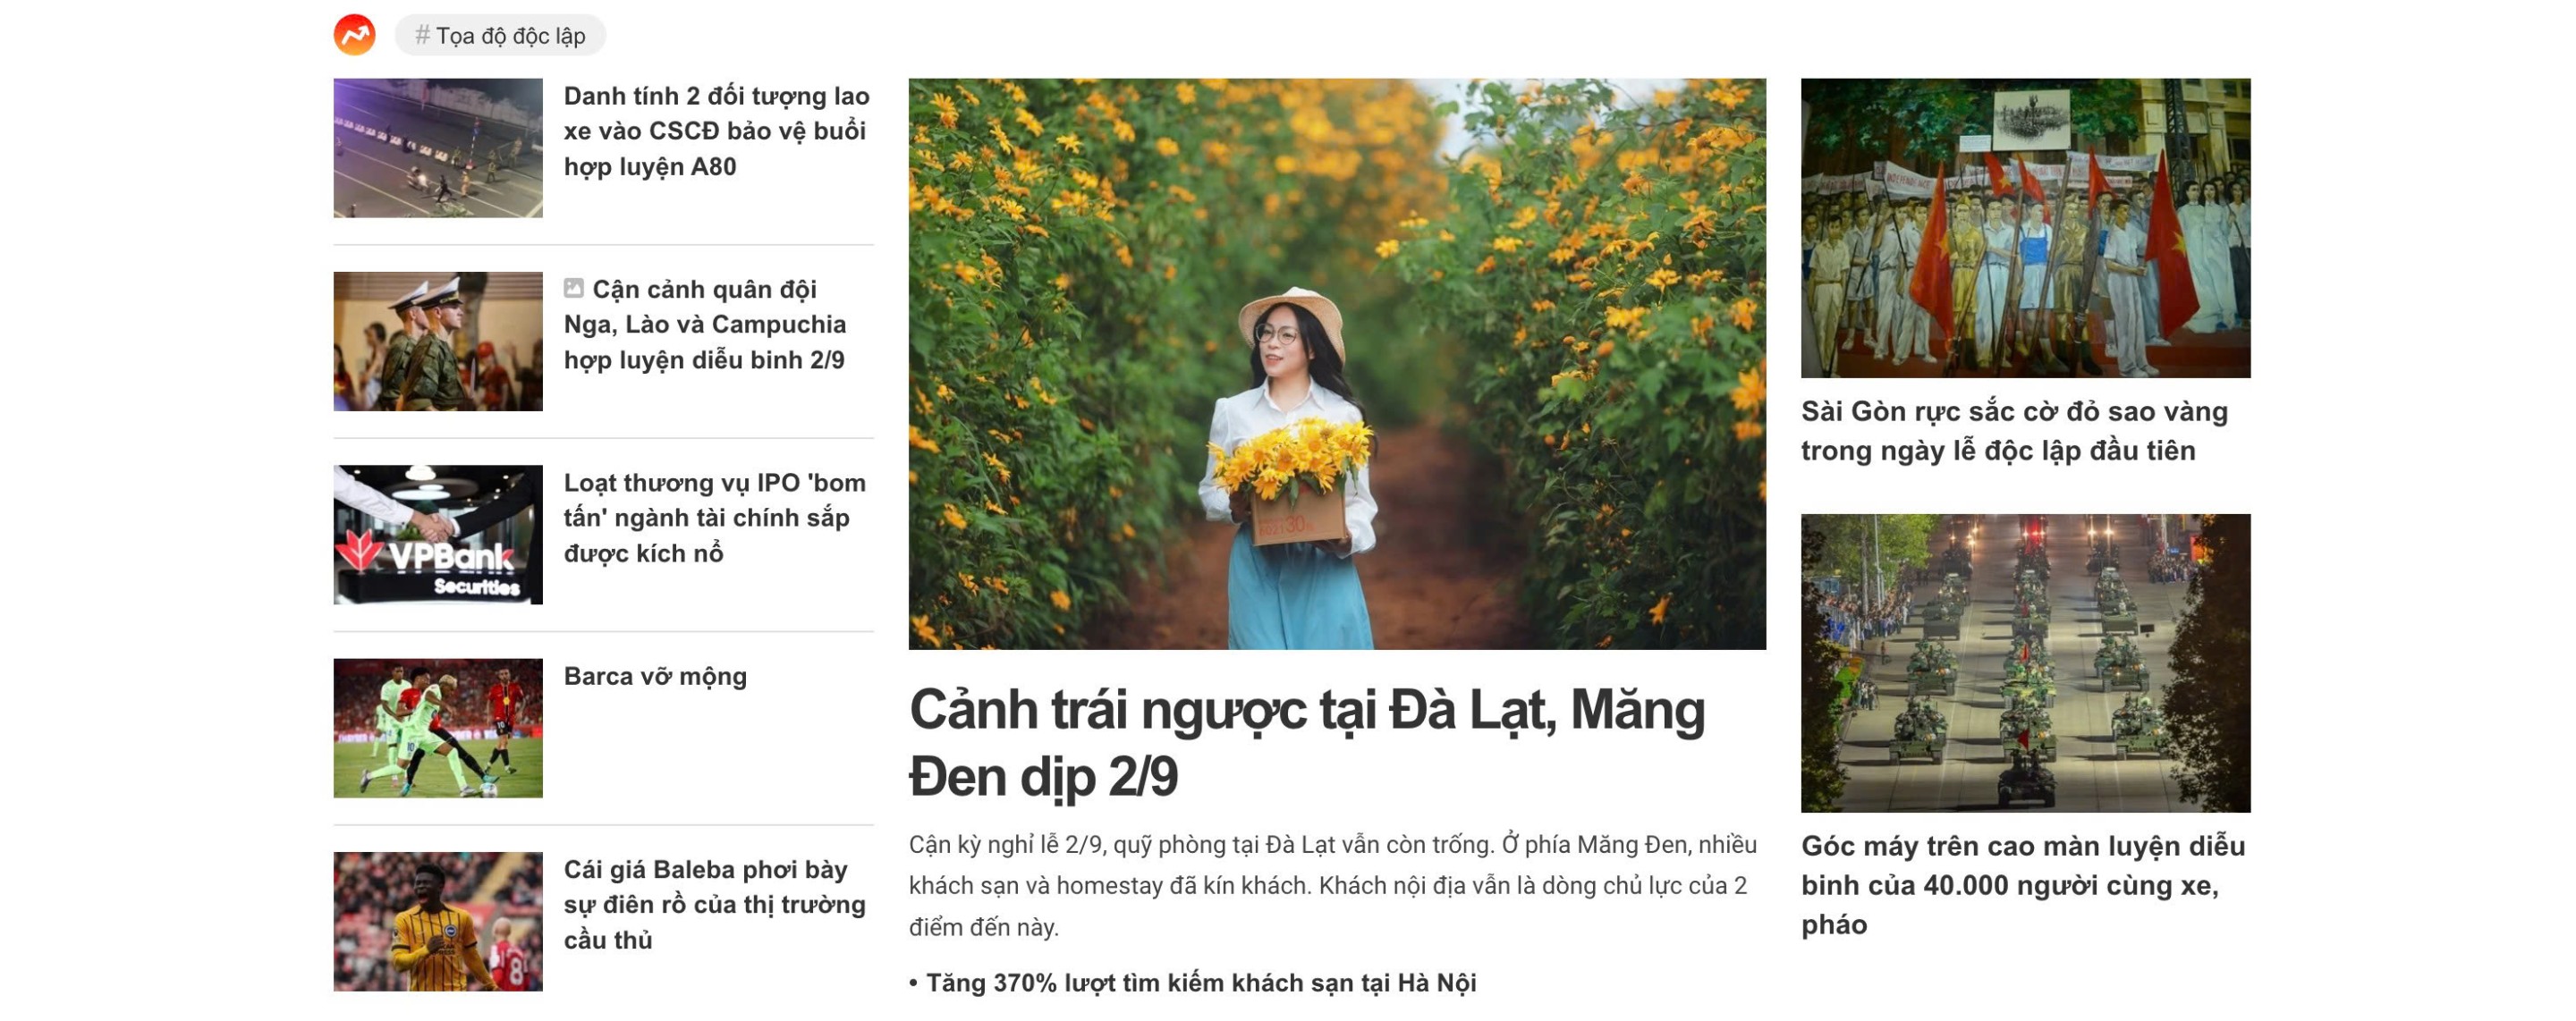 # Tọa độ độc lập
Danh tính 2 đối tượng lao
xe vào CSCĐ bảo vệ buổi
hợp luyện A80
Cận cảnh quân đội
Nga, Lào và Campuchia
hợp luyện diễu binh 2/9
VPBank
Securities
Loạt thương vụ IPO 'bom
tấn' ngành tài chính sắp
được kích nổ
Barca vỡ mộng
10
10
Cái giá Baleba phơi bày
sự điên rồ của thị trường
cầu thủ
8
30
Cảnh trái ngược tại Đà Lạt, Măng
Đen dịp 2/9
Cận kỳ nghỉ lễ 2/9, quỹ phòng tại Đà Lạt vẫn còn trống. Ở phía Măng Đen, nhiều
khách sạn và homestay đã kín khách. Khách nội địa vẫn là dòng chủ lực của 2
điểm đến này.
• Tăng 370% lượt tìm kiếm khách sạn tại Hà Nội
Sài Gòn rực sắc cờ đỏ sao vàng
trong ngày lễ độc lập đầu tiên
Góc máy trên cao màn luyện diễu
binh của 40.000 người cùng xe,
pháo